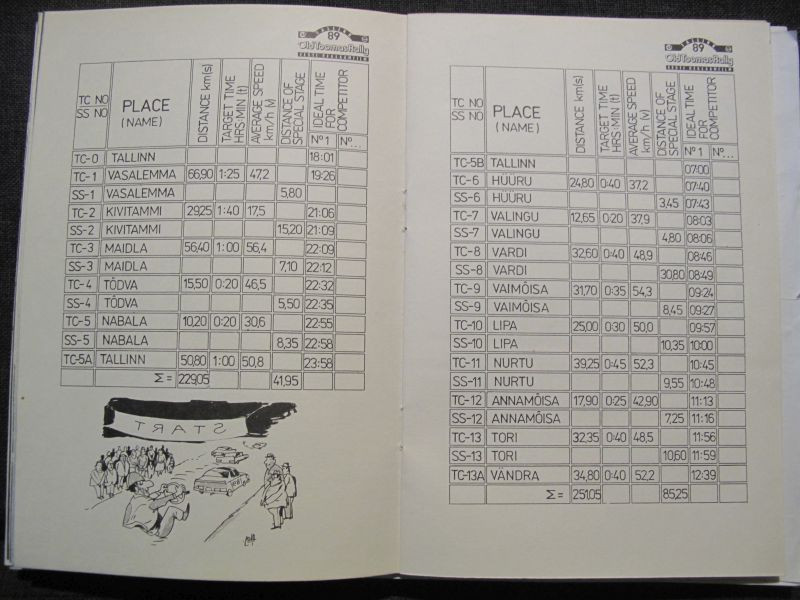 TALLINN
89
Old Toomas Rally
EESTI REKLAAMFILM
TC NO SS NO PLACE (NAME) DISTANCE km(s) TARGET TIME HRS:MIN (t) AVERAGE SPEED km/h (v) DISTANCE OF SPECIAL STAGE IDEAL TIME FOR COMPETITOR
Nº 1 Nº...
TC-0 TALLINN 18:01
TC-1 VASALEMMA 66,90 1:25 47,2 19:26
SS-1 VASALEMMA 5,80
TC-2 KIVITAMMI 29,25 1:40 17,5 21:06
SS-2 KIVITAMMI 15,20 21:09
TC-3 MAIDLA 56,40 1:00 56,4 22:09
SS-3 MAIDLA 7,10 22:12
TC-4 TÕDVA 15,50 0:20 46,5 22:32
SS-4 TÕDVA 5,50 22:35
TC-5 NABALA 10,20 0:20 30,6 22:55
SS-5 NABALA 8,35 22:58
TC-5A TALLINN 50,80 1:00 50,8 23:58
Σ= 229,05 41,95
START
TALLINN
89
Old Toomas Rally
EESTI REKLAAMFILM
TC NO SS NO PLACE (NAME) DISTANCE km(s) TARGET TIME HRS:MIN (t) AVERAGE SPEED km/h (v) DISTANCE OF SPECIAL STAGE IDEAL TIME FOR COMPETITOR
Nº 1 Nº...
TC-5B TALLINN 07:00
TC-6 HÜÜRU 24,80 0:40 37,2 07:40
SS-6 HÜÜRU 3,45 07:43
TC-7 VALINGU 12,65 0:20 37,9 08:03
SS-7 VALINGU 4,80 08:06
TC-8 VARDI 32,60 0:40 48,9 08:46
SS-8 VARDI 30,80 08:49
TC-9 VAIMÕISA 31,70 0:35 54,3 09:24
SS-9 VAIMÕISA 8,45 09:27
TC-10 LIPA 25,00 0:30 50,0 09:57
SS-10 LIPA 10,35 10:00
TC-11 NURTU 39,25 0:45 52,3 10:45
SS-11 NURTU 9,55 10:48
TC-12 ANNAMÕISA 17,90 0:25 42,90 11:13
SS-12 ANNAMÕISA 7,25 11:16
TC-13 TORI 32,35 0:40 48,5 11:56
SS-13 TORI 10,60 11:59
TC-13A VÄNDRA 34,80 0:40 52,2 12:39
Σ= 251,05 85,25